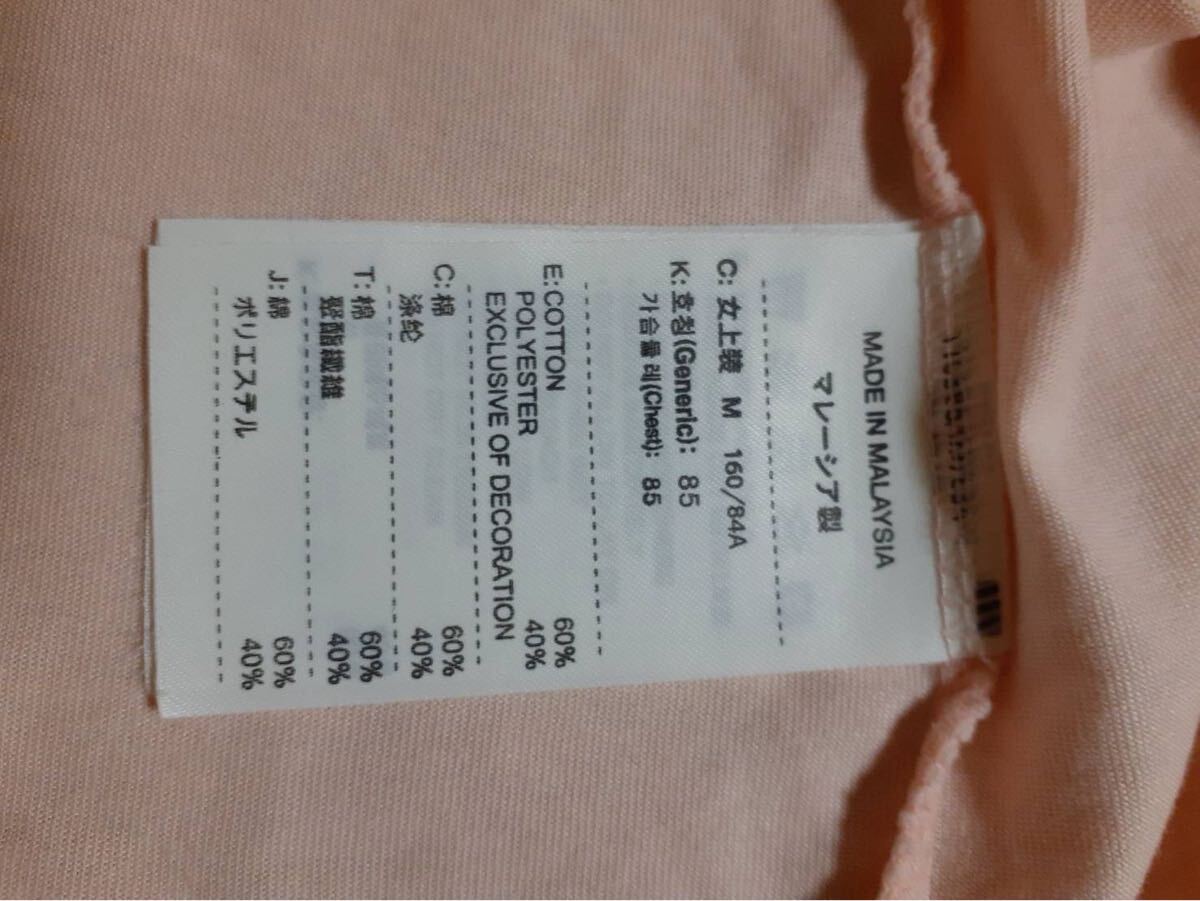 MADE IN MALAYSIA
マレーシア製
C: 女上装 M 160/84A
K: 호칭(Generic): 85
가슴둘레(Chest): 85
E: COTTON 60%
POLYESTER 40%
EXCLUSIVE OF DECORATION
C: 棉 60%
涤纶 40%
T: 棉 60%
聚酯纖維 40%
J: 綿 60%
ポリエステル 40%